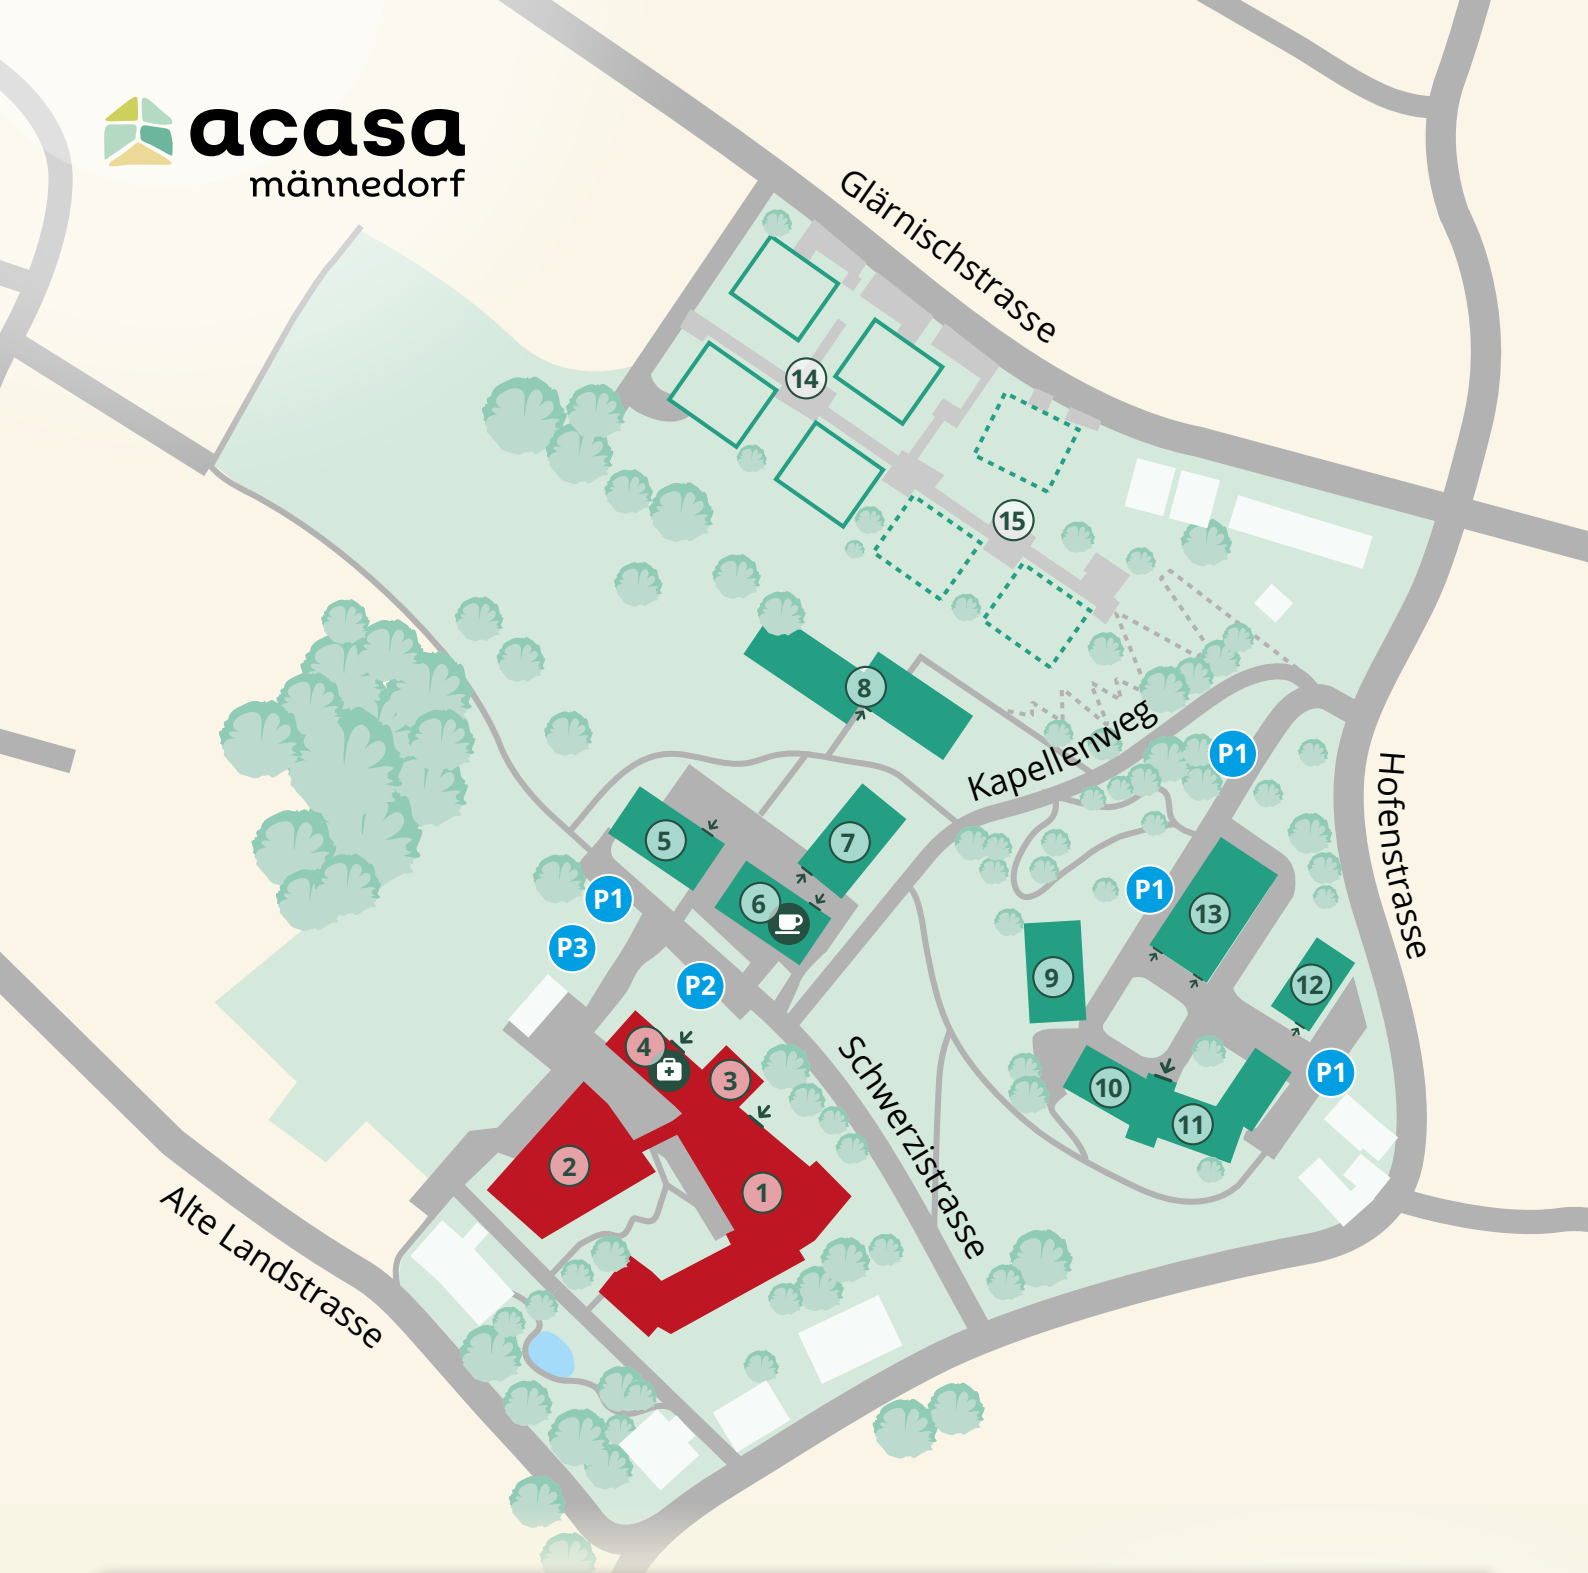 acasa
männedorf
Glärnischstrasse
14
15
8
Kapellenweg
P1
Hofenstrasse
5
7
6
P1
P3
P2
P1
13
9
12
4
3
10
11
P1
Schwerzistrasse
2
1
Alte Landstrasse